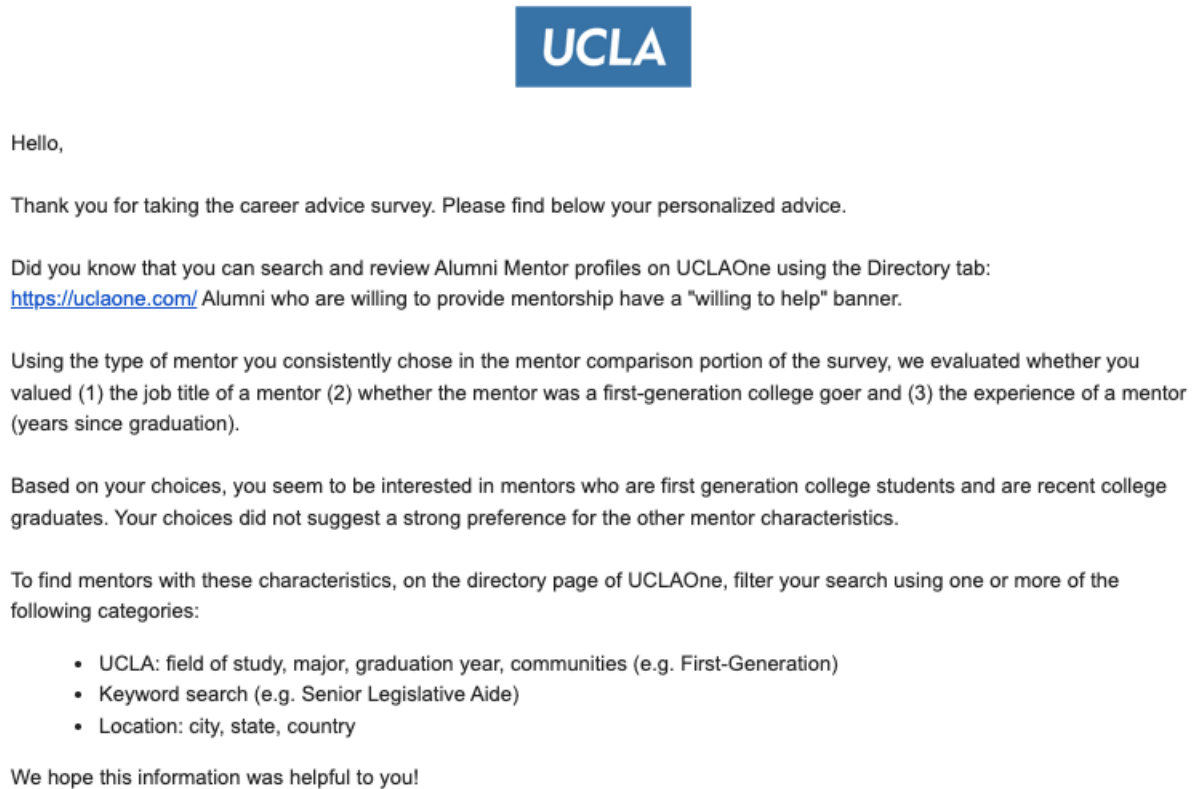 UCLA
Hello,
Thank you for taking the career advice survey. Please find below your personalized advice.
Did you know that you can search and review Alumni Mentor profiles on UCLAOne using the Directory tab:
https://uclaone.com/ Alumni who are willing to provide mentorship have a "willing to help" banner.
Using the type of mentor you consistently chose in the mentor comparison portion of the survey, we evaluated whether you
valued (1) the job title of a mentor (2) whether the mentor was a first-generation college goer and (3) the experience of a mentor
(years since graduation).
Based on your choices, you seem to be interested in mentors who are first generation college students and are recent college
graduates. Your choices did not suggest a strong preference for the other mentor characteristics.
To find mentors with these characteristics, on the directory page of UCLAOne, filter your search using one or more of the
following categories:
• UCLA: field of study, major, graduation year, communities (e.g. First-Generation)
• Keyword search (e.g. Senior Legislative Aide)
• Location: city, state, country
We hope this information was helpful to you!